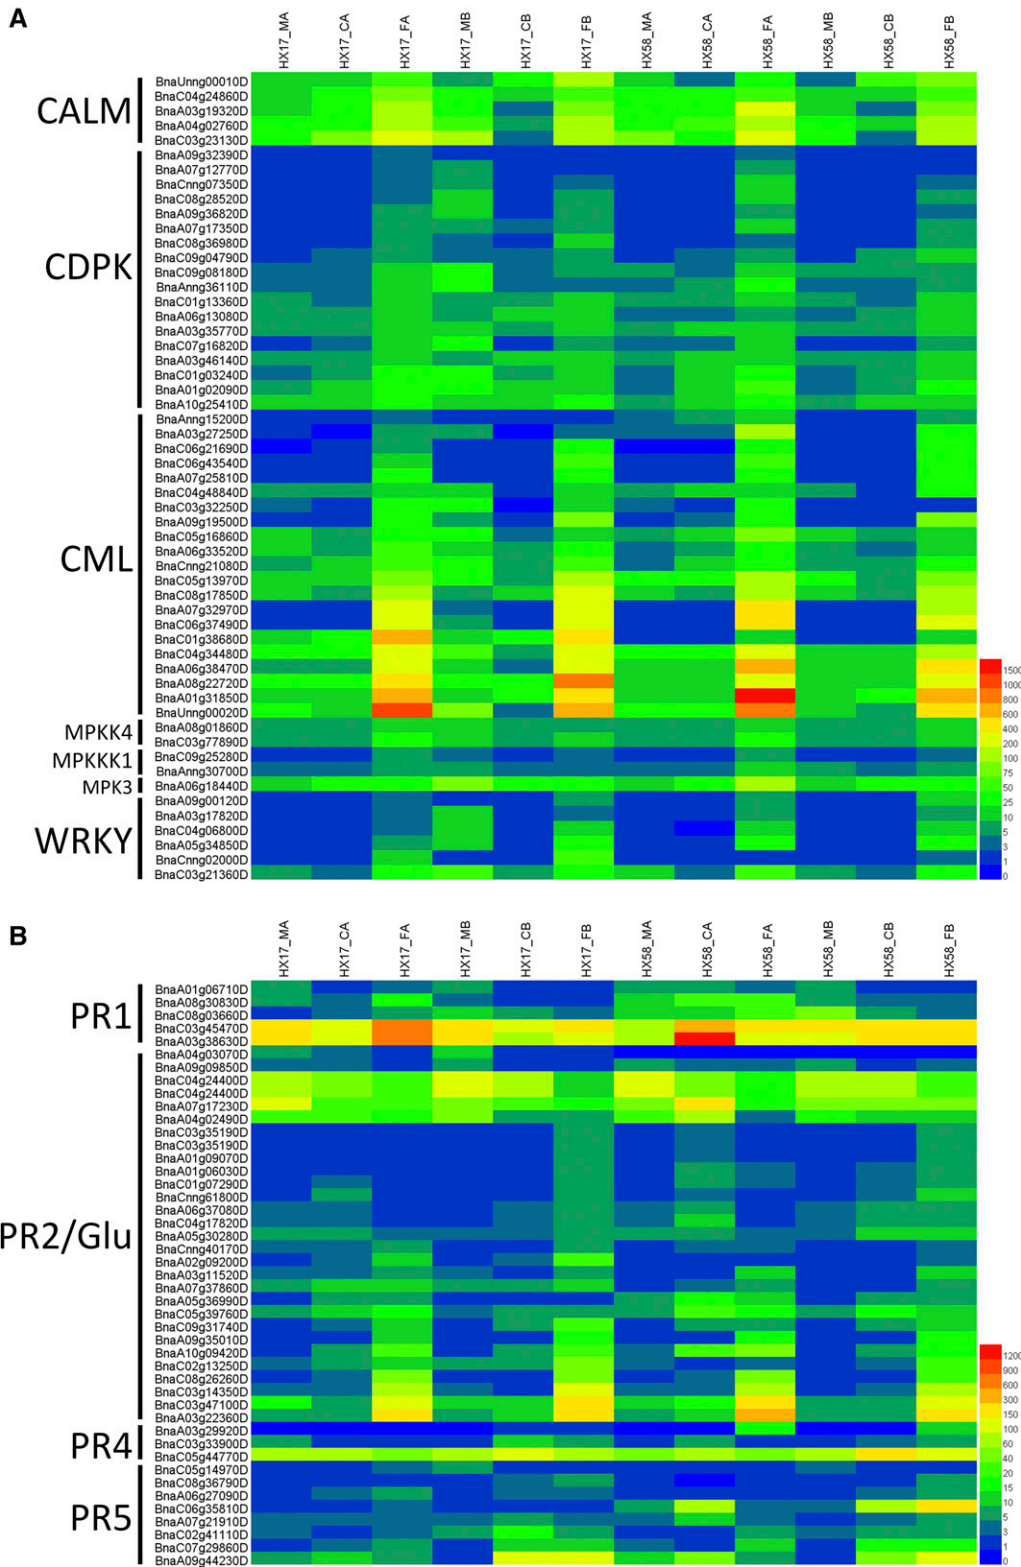 A
HX17_MA HX17_CA HX17_FA HX17_MB HX17_CB HX17_FB HX58_MA HX58_CA HX58_FA HX58_MB HX58_CB HX58_FB
CALM
BnaUnng00010D
BnaC04g24860D
BnaA03g19320D
BnaA04g02760D
BnaC03g23130D
CDPK
BnaA09g32390D
BnaA07g12770D
BnaCnng07350D
BnaC08g28520D
BnaA09g36820D
BnaA07g17350D
BnaC08g36980D
BnaC09g04790D
BnaC09g08180D
BnaAnng36110D
BnaC01g13360D
BnaA06g13080D
BnaA03g35770D
BnaC07g16820D
BnaA03g46140D
BnaC01g03240D
BnaA01g02090D
BnaA10g25410D
CML
BnaAnng15200D
BnaA03g27250D
BnaC06g21690D
BnaC06g43540D
BnaA07g25810D
BnaC04g48840D
BnaC03g32250D
BnaA09g19500D
BnaC05g16860D
BnaA06g33520D
BnaCnng21080D
BnaC05g13970D
BnaC08g17850D
BnaA07g32970D
BnaC06g37490D
BnaC01g38680D
BnaC04g34480D
BnaA06g38470D
BnaA08g22720D
BnaA01g31850D
BnaUnng00020D
MPKK4
BnaA08g01860D
BnaC03g77890D
MPKKK1
BnaC09g25280D
BnaAnng30700D
MPK3
BnaA06g18440D
WRKY
BnaA09g00120D
BnaA03g17820D
BnaC04g06800D
BnaA05g34850D
BnaCnng02000D
BnaC03g21360D
1500
1000
800
600
400
200
100
75
50
25
10
5
3
1
0
B
HX17_MA HX17_CA HX17_FA HX17_MB HX17_CB HX17_FB HX58_MA HX58_CA HX58_FA HX58_MB HX58_CB HX58_FB
PR1
BnaA01g06710D
BnaA08g30830D
BnaC08g03660D
BnaC03g45470D
BnaA03g38630D
PR2/Glu
BnaA04g03070D
BnaA09g09850D
BnaC04g24400D
BnaC04g24400D
BnaA07g17230D
BnaA04g02490D
BnaC03g35190D
BnaC03g35190D
BnaA01g09070D
BnaA01g06030D
BnaC01g07290D
BnaCnng61800D
BnaA06g37080D
BnaC04g17820D
BnaA05g30280D
BnaCnng40170D
BnaA02g09200D
BnaA03g11520D
BnaA07g37860D
BnaA05g36990D
BnaC05g39760D
BnaC09g31740D
BnaA09g35010D
BnaA10g09420D
BnaC02g13250D
BnaC08g26260D
BnaC03g14350D
BnaC03g47100D
BnaA03g22360D
PR4
BnaA03g29920D
BnaC03g33900D
BnaC05g44770D
PR5
BnaC05g14970D
BnaC08g36790D
BnaA06g27090D
BnaC06g35810D
BnaA07g21910D
BnaC02g41110D
BnaC07g29860D
BnaA09g44230D
1200
900
600
300
150
100
60
40
20
15
10
5
3
1
0